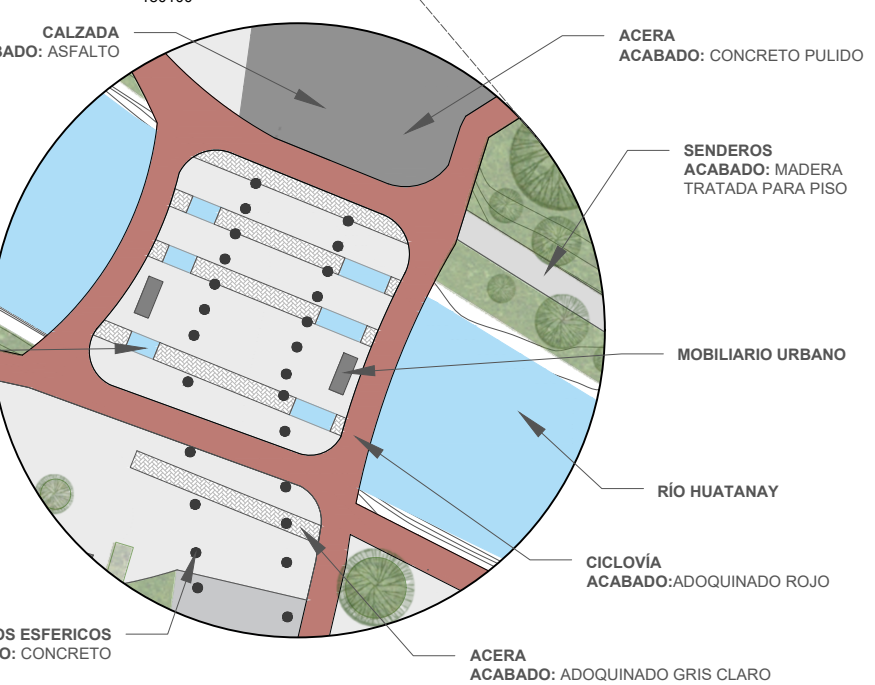 CALZADA
ACABADO: ASFALTO
ACERA
ACABADO: CONCRETO PULIDO
SENDEROS
ACABADO: MADERA
TRATADA PARA PISO
MOBILIARIO URBANO
RÍO HUATANAY
CICLOVÍA
ACABADO:ADOQUINADO ROJO
OS ESFERICOS
O: CONCRETO
ACERA
ACABADO: ADOQUINADO GRIS CLARO